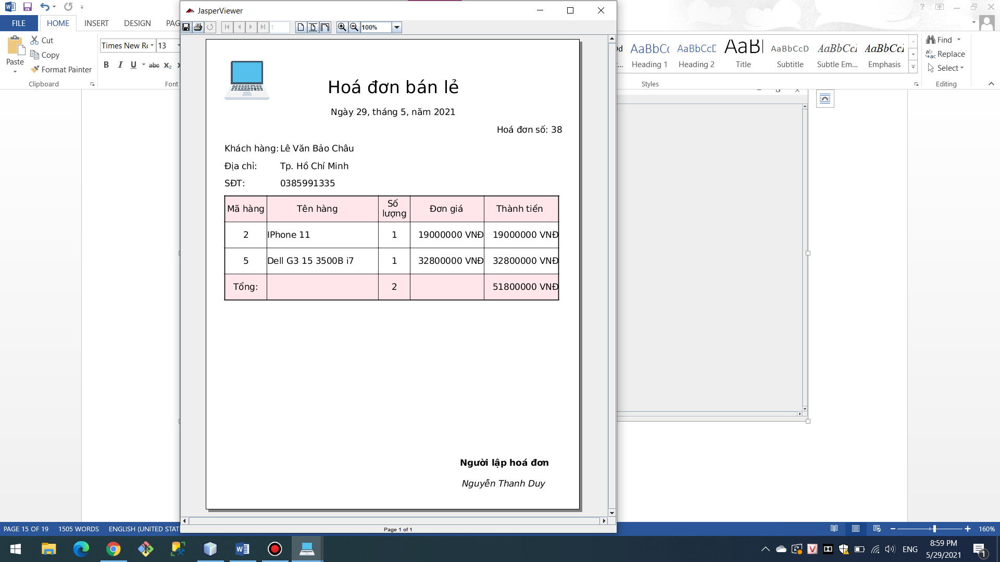 JasperViewer
FILE HOME INSERT DESIGN PAG
1 100%
Cut
Copy
Format Painter
Paste
Clipboard
Times New Ro 13
B I U abc x₂
Font
AaBbCc AaBbCcD AaBl AaBbCcD AaBbCcI AaBbCcI
Heading 1 Heading 2 Title Subtitle Subtle Em... Emphasis
Styles
Find
Replace
Select
Editing
Hoá đơn bán lẻ
Ngày 29, tháng 5, năm 2021
Hoá đơn số: 38
Khách hàng: Lê Văn Bảo Châu
Địa chỉ: Tp. Hồ Chí Minh
SĐT: 0385991335
Mã hàng Tên hàng Số lượng Đơn giá Thành tiền
2 IPhone 11 1 19000000 VNĐ 19000000 VNĐ
5 Dell G3 15 3500B i7 1 32800000 VNĐ 32800000 VNĐ
Tổng: 2 51800000 VNĐ
Người lập hoá đơn
Nguyễn Thanh Duy
Page 1 of 1
PAGE 15 OF 19 1505 WORDS ENGLISH (UNITED STAT 160%
ENG
8:59 PM
5/29/2021
1